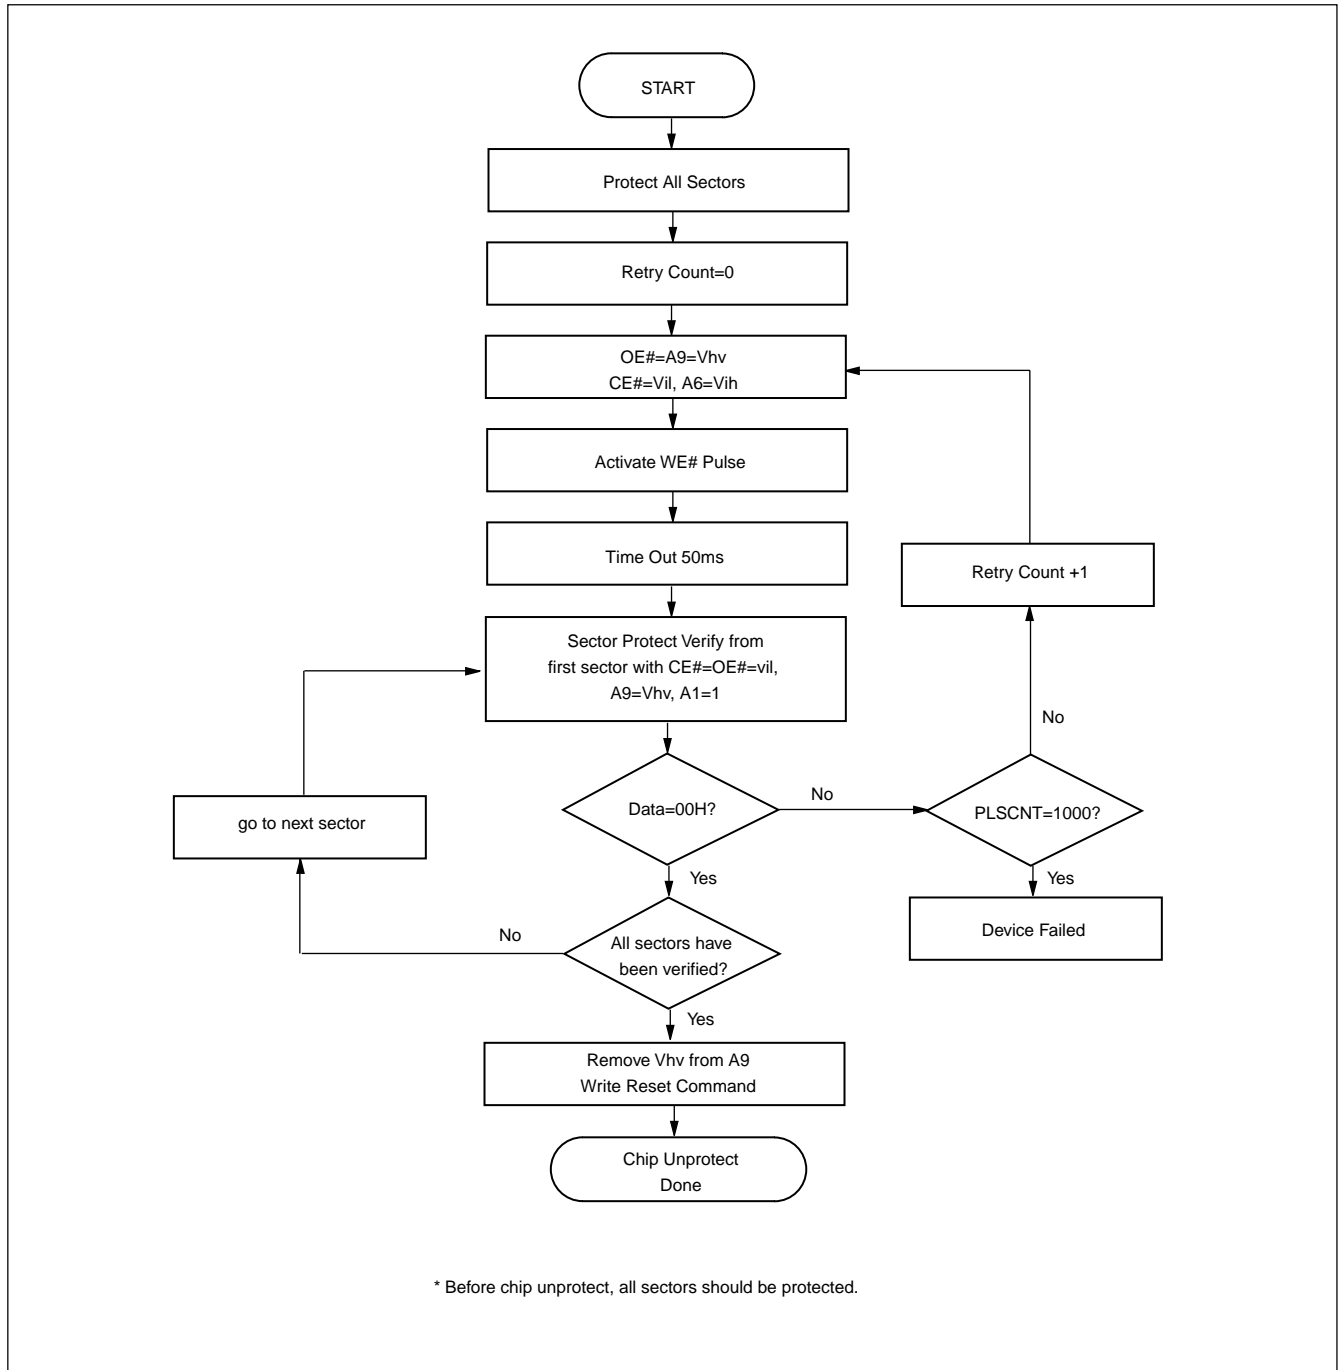 START
Protect All Sectors
Retry Count=0
OE#=A9=Vhv
CE#=Vil, A6=Vih
Activate WE# Pulse
Time Out 50ms
Retry Count +1
Sector Protect Verify from
first sector with CE#=OE#=vil,
A9=Vhv, A1=1
No
Data=00H?
No
PLSCNT=1000?
go to next sector
Yes
Yes
Device Failed
No
All sectors have
been verified?
Yes
Remove Vhv from A9
Write Reset Command
Chip Unprotect
Done
* Before chip unprotect, all sectors should be protected.